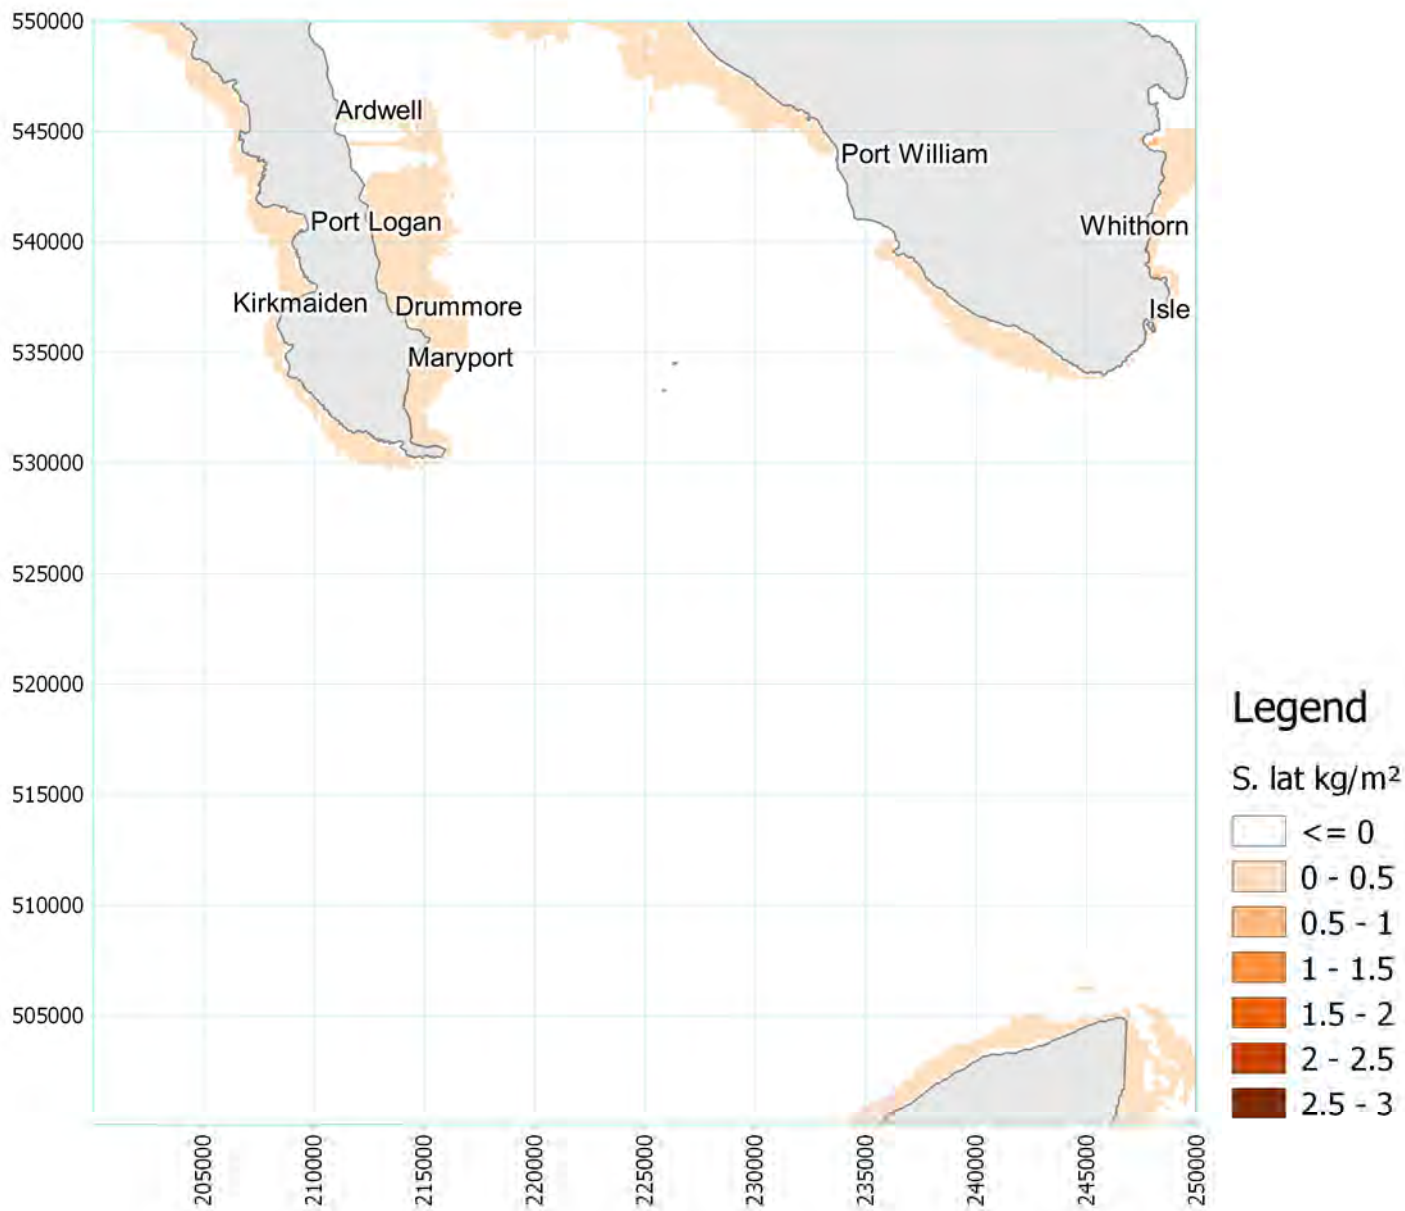 550000
Ardwell
545000
Port William
Port Logan
Whithorn
540000
Kirkmaiden
Drummore
Isle
Maryport
535000
530000
525000
520000
515000
510000
505000
Legend
S. lat kg/m²
<= 0
0 - 0.5
0.5 - 1
1 - 1.5
1.5 - 2
2 - 2.5
2.5 - 3
205000
210000
215000
220000
225000
230000
235000
240000
245000
250000